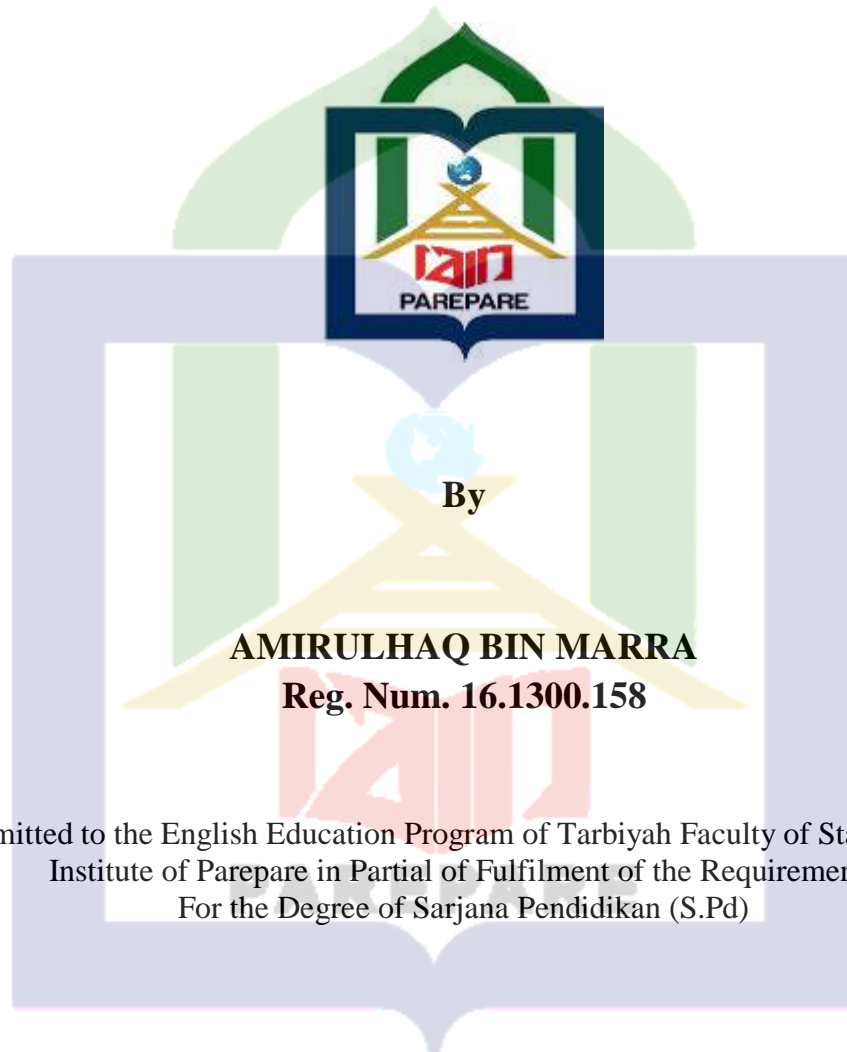 iain
PAREPARE
By
AMIRULHAQ BIN MARRA
Reg. Num. 16.1300.158
mitted to the English Education Program of Tarbiyah Faculty of Sta
Institute of Parepare in Partial of Fulfilment of the Requiremen
For the Degree of Sarjana Pendidikan (S.Pd)
iain
PAREPARE